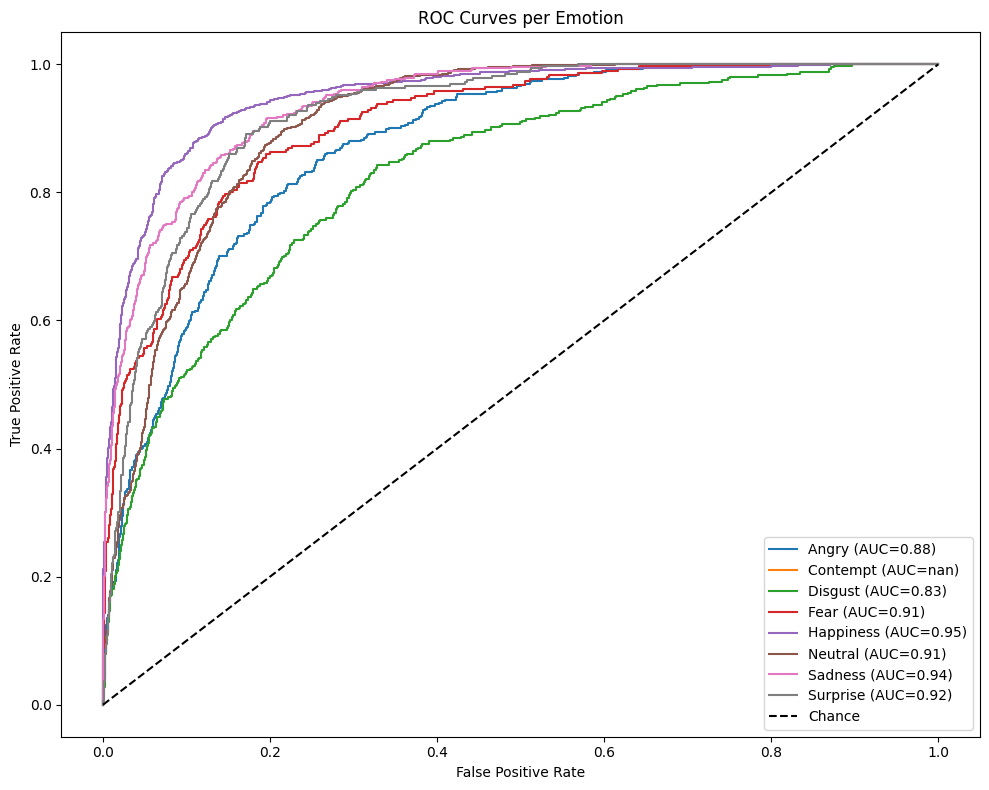 ROC Curves per Emotion
True Positive Rate
1.0
0.8
0.6
0.4
0.2
0.0
0.0 0.2 0.4 0.6 0.8 1.0
False Positive Rate
Angry (AUC=0.88)
Contempt (AUC=nan)
Disgust (AUC=0.83)
Fear (AUC=0.91)
Happiness (AUC=0.95)
Neutral (AUC=0.91)
Sadness (AUC=0.94)
Surprise (AUC=0.92)
Chance